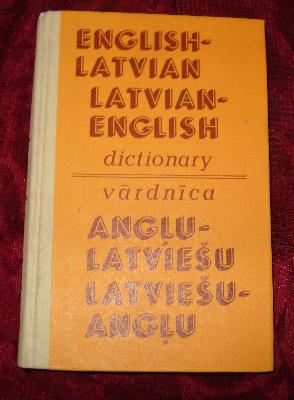 ENGLISH-
LATVIAN
LATVIAN-
ENGLISH
dictionary
vārdnīca
ANGĻU-
LATVIEŠU
LATVIEŠU-
ANGĻU